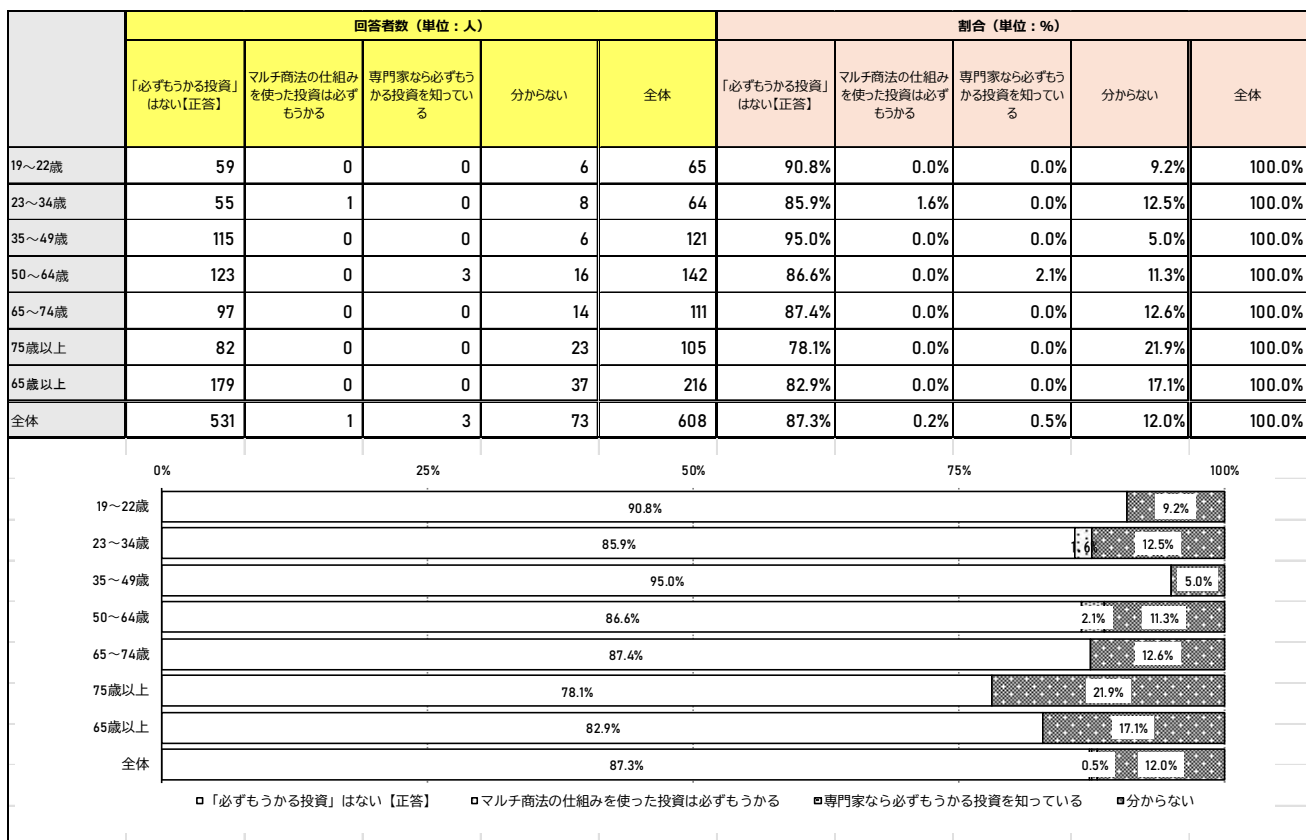 回答者数（単位：人） 割合（単位：％）
「必ずもうかる投資」はない【正答】 マルチ商法の仕組みを使った投資は必ずもうかる 専門家なら必ずもうかる投資を知っている 分からない 全体 「必ずもうかる投資」はない【正答】 マルチ商法の仕組みを使った投資は必ずもうかる 専門家なら必ずもうかる投資を知っている 分からない 全体
19～22歳 59 0 0 6 65 90.8% 0.0% 0.0% 9.2% 100.0%
23～34歳 55 1 0 8 64 85.9% 1.6% 0.0% 12.5% 100.0%
35～49歳 115 0 0 6 121 95.0% 0.0% 0.0% 5.0% 100.0%
50～64歳 123 0 3 16 142 86.6% 0.0% 2.1% 11.3% 100.0%
65～74歳 97 0 0 14 111 87.4% 0.0% 0.0% 12.6% 100.0%
75歳以上 82 0 0 23 105 78.1% 0.0% 0.0% 21.9% 100.0%
65歳以上 179 0 0 37 216 82.9% 0.0% 0.0% 17.1% 100.0%
全体 531 1 3 73 608 87.3% 0.2% 0.5% 12.0% 100.0%
0% 25% 50% 75% 100%
19～22歳 90.8% 9.2%
23～34歳 85.9% 1.6% 12.5%
35～49歳 95.0% 5.0%
50～64歳 86.6% 2.1% 11.3%
65～74歳 87.4% 12.6%
75歳以上 78.1% 21.9%
65歳以上 82.9% 17.1%
全体 87.3% 0.5% 12.0%
「必ずもうかる投資」はない【正答】 マルチ商法の仕組みを使った投資は必ずもうかる 専門家なら必ずもうかる投資を知っている 分からない